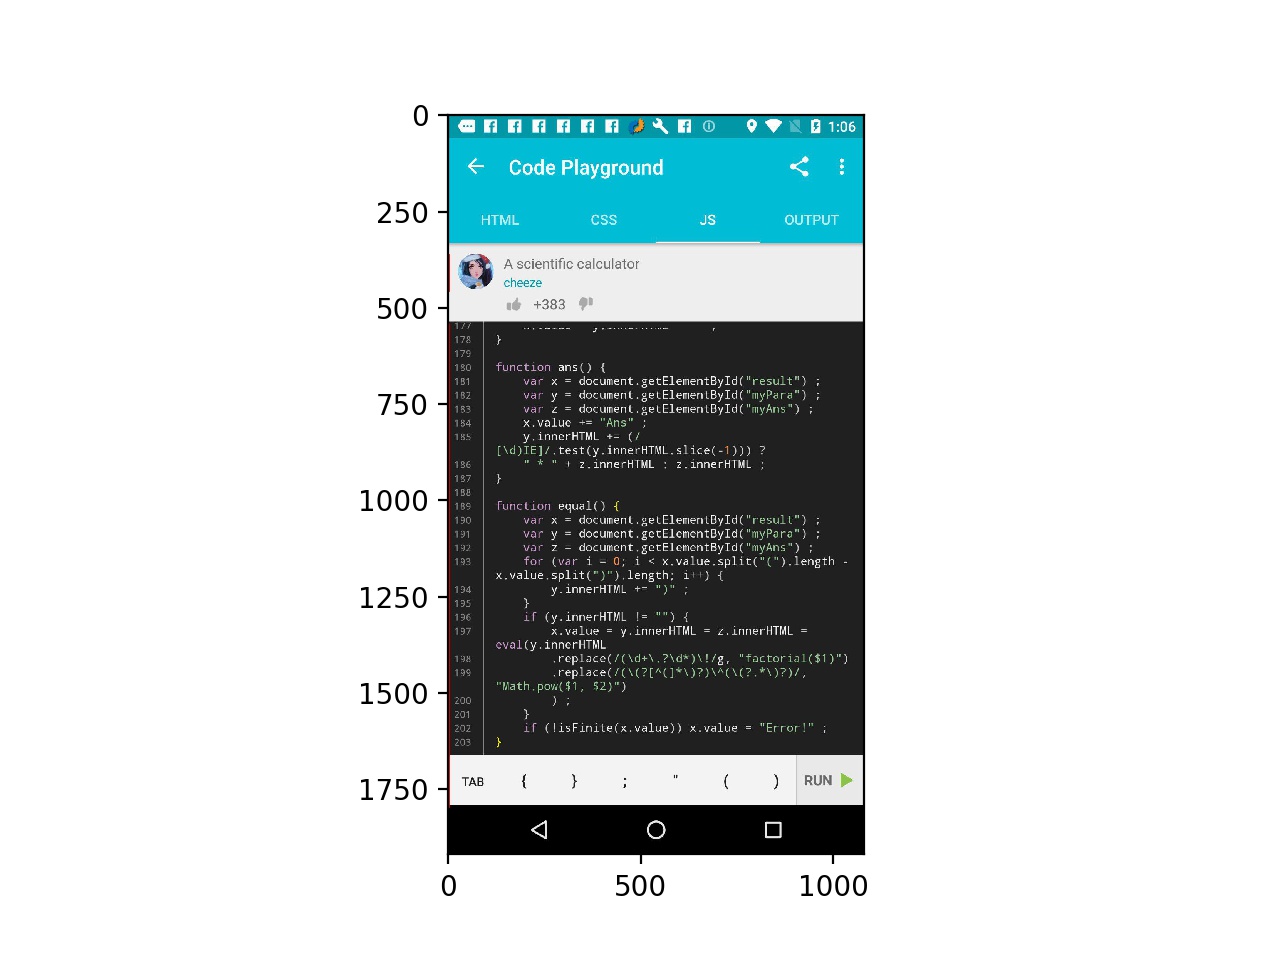 0
250
500
750
1000
1250
1500
1750
0 500 1000
1:06
Code Playground
HTML CSS JS OUTPUT
A scientific calculator
cheeze
+383
177
178 }
179
180 function ans() {
181 var x = document.getElementById("result") ;
182 var y = document.getElementById("myPara") ;
183 var z = document.getElementById("myAns") ;
184 x.value += "Ans" ;
185 y.innerHTML += (/
[\d)IE]/.test(y.innerHTML.slice(-1))) ?
186 " * " + z.innerHTML : z.innerHTML ;
187 }
188
189 function equal() {
190 var x = document.getElementById("result") ;
191 var y = document.getElementById("myPara") ;
192 var z = document.getElementById("myAns") ;
193 for (var i = 0; i < x.value.split("(").length -
x.value.split(")").length; i++) {
194 y.innerHTML += ")" ;
195 }
196 if (y.innerHTML != "") {
197 x.value = y.innerHTML = z.innerHTML =
eval(y.innerHTML
198 .replace(/(\d+\.?\d*)\!/g, "factorial($1)")
199 .replace(/(\(?[^(]*\)?)\^(\(?.*\)?)/,
"Math.pow($1, $2)")
200 ) ;
201 }
202 if (!isFinite(x.value)) x.value = "Error!" ;
203 }
TAB { } ; " ( ) RUN